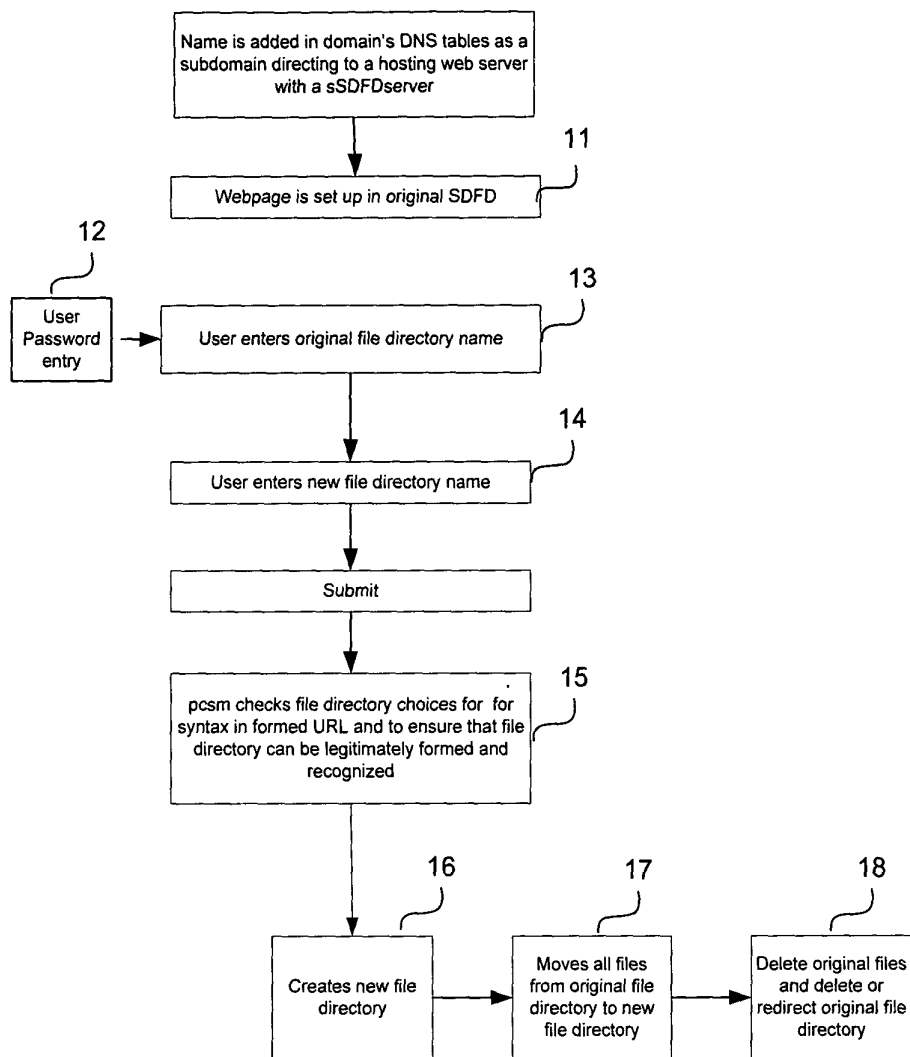 Name is added in domain's DNS tables as a
subdomain directing to a hosting web server
with a sSDFDserver
11
Webpage is set up in original SDFD
12
13
User
Password
entry
User enters original file directory name
14
User enters new file directory name
Submit
15
pcsm checks file directory choices for for
syntax in formed URL and to ensure that file
directory can be legitimately formed and
recognized
16
17
18
Creates new file
directory
Moves all files
from original file
directory to new
file directory
Delete original files
and delete or
redirect original file
directory